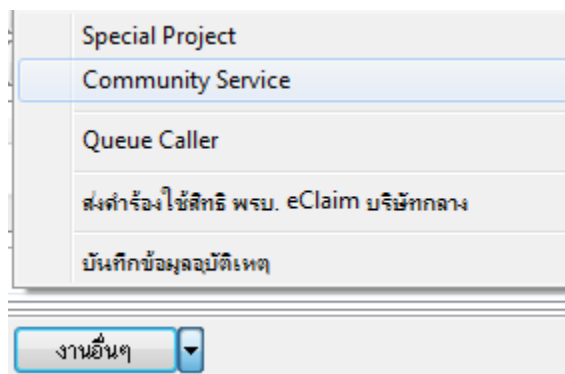 Special Project
Community Service
Queue Caller
ส่งคำร้องใช้สิทธิ พรบ. eClaim บริษัทกลาง
บันทึกข้อมูลอุบัติเหตุ
งานอื่นๆ